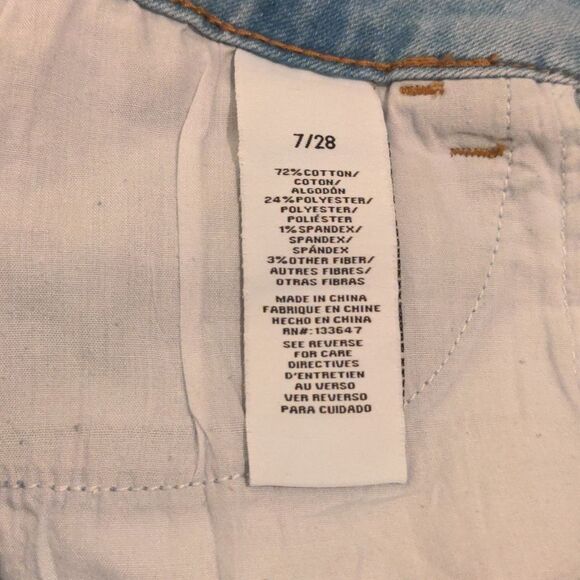 7/28
72% COTTON/
COTON/
ALGODÓN
24% POLYESTER/
POLYESTER/
POLIÉSTER
1% SPANDEX/
SPANDEX/
SPÁNDEX
3% OTHER FIBER/
AUTRES FIBRES/
OTRAS FIBRAS
MADE IN CHINA
FABRIQUE EN CHINE
HECHO EN CHINA
RN#: 133647
SEE REVERSE
FOR CARE
DIRECTIVES
D'ENTRETIEN
AU VERSO
VER REVERSO
PARA CUIDADO